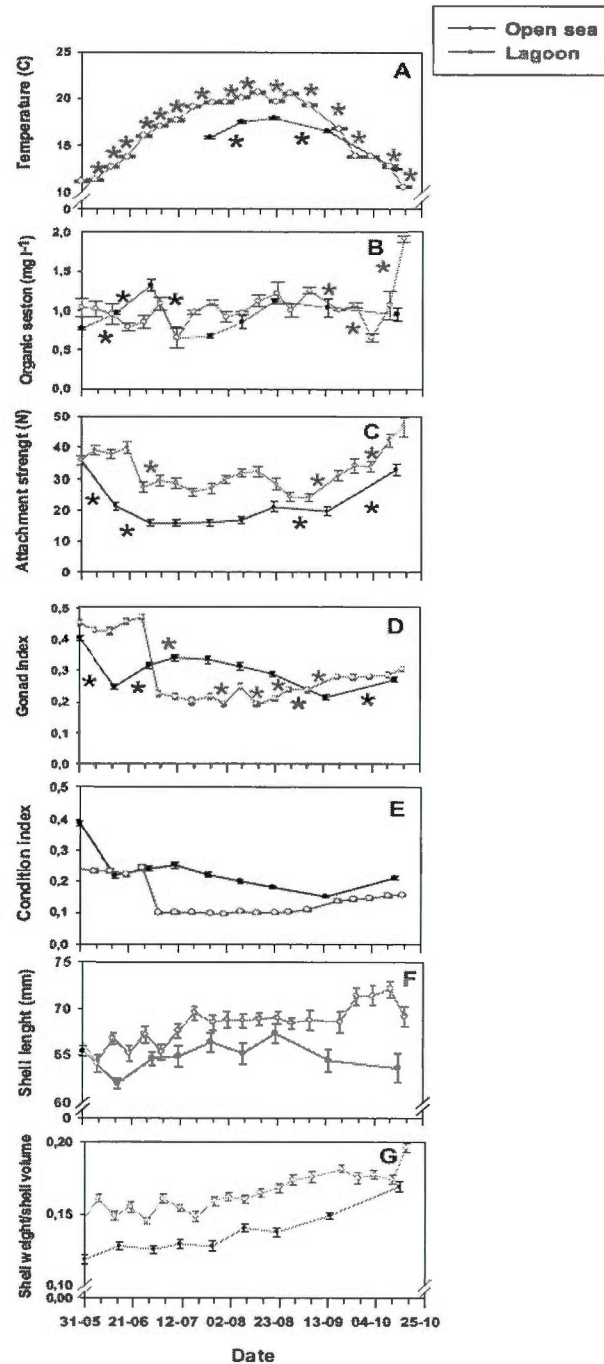 Open sea
Lagoon
A
Temperature (C)
25
20
15
10
0
B
Organic seston (mg l-1)
2,0
1,5
1,0
0,5
0,0
C
Attachment strengt (N)
50
40
30
20
10
0
D
Gonad Index
0,5
0,4
0,3
0,2
0,1
0,0
E
Condition index
0,5
0,4
0,3
0,2
0,1
0,0
F
Shell lenght (mm)
75
70
65
60
0
G
Shell weight/shell volume
0,20
0,15
0,10
0,00
31-05 21-06 12-07 02-08 23-08 13-09 04-10 25-10
Date